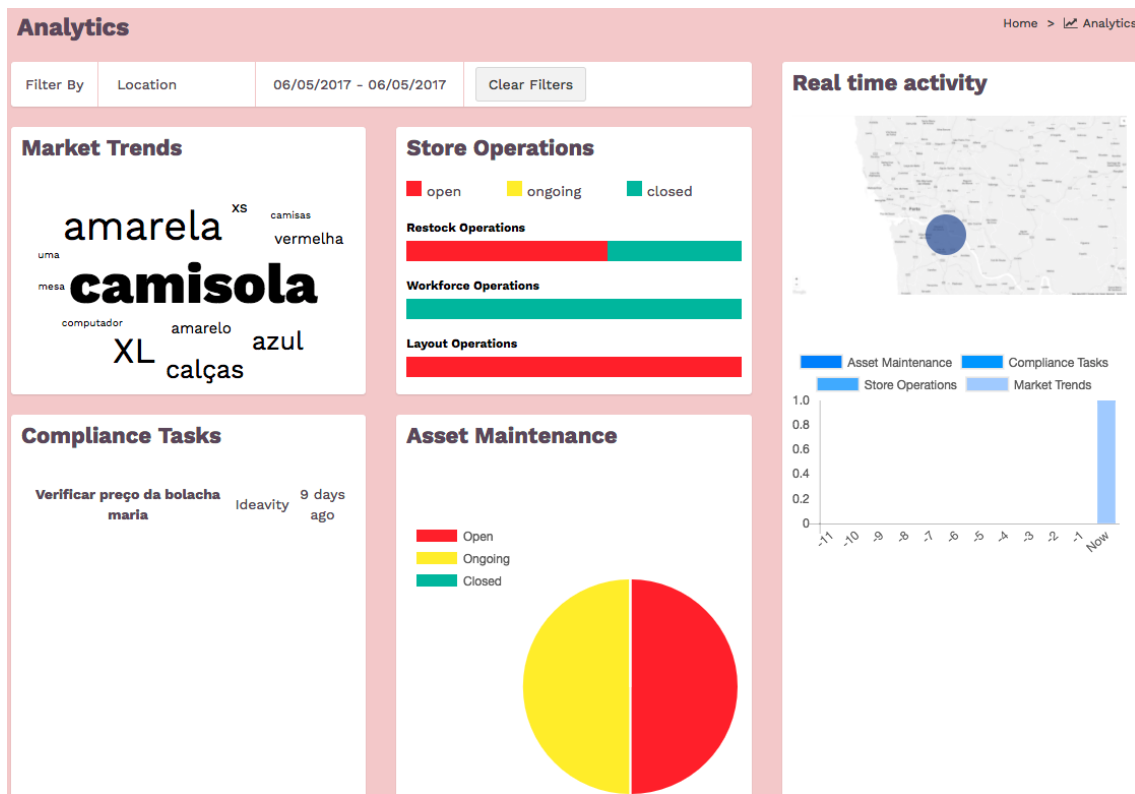 Analytics
Home > Analytics
Filter By Location 06/05/2017 - 06/05/2017 Clear Filters
Market Trends
amarela xs camisas
vermelha
uma
camisola
mesa
computador amarelo
XL azul
calças
Store Operations
open ongoing closed
Restock Operations
Workforce Operations
Layout Operations
Compliance Tasks
Verificar preço da bolacha
maria
Ideavity
9 days
ago
Asset Maintenance
Open
Ongoing
Closed
Real time activity
Asset Maintenance Compliance Tasks
Store Operations Market Trends
1.0
0.8
0.6
0.4
0.2
0
-11 -10 -9 -8 -7 -6 -5 -4 -3 -2 -1 Now